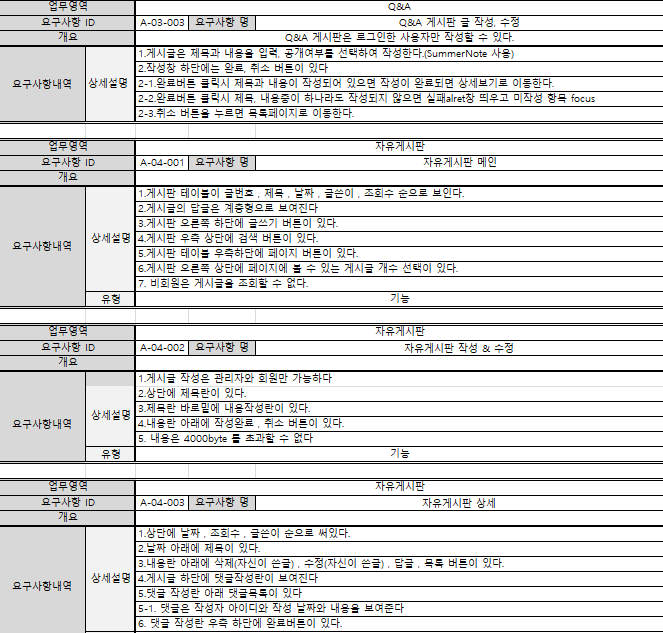 업무영역 Q&A
요구사항 ID A-03-003 요구사항 명 Q&A 게시판 글 작성, 수정
개요 Q&A 게시판은 로그인한 사용자만 작성할 수 있다.
요구사항내역 상세설명
1.게시글은 제목과 내용을 입력, 공개여부를 선택하여 작성한다.(SummerNote 사용)
2.작성창 하단에는 완료, 취소 버튼이 있다
2-1.완료버튼 클릭시 제목과 내용이 작성되어 있으면 작성이 완료되면 상세보기로 이동한다.
2-2.완료버튼 클릭시 제목, 내용중이 하나라도 작성되지 않으면 실패alret창 띄우고 미작성 항목 focus
2-3.취소 버튼을 누르면 목록페이지로 이동한다.
업무영역 자유게시판
요구사항 ID A-04-001 요구사항 명 자유게시판 메인
개요
요구사항내역 상세설명
1.게시판 테이블이 글번호 , 제목 , 날짜 , 글쓴이 , 조회수 순으로 보인다.
2.게시글의 답글은 계층형으로 보여진다
3.게시판 오른쪽 하단에 글쓰기 버튼이 있다.
4.게시판 우측 상단에 검색 버튼이 있다.
5.게시판 테이블 우측하단에 페이지 버튼이 있다.
6.게시판 오른쪽 상단에 페이지에 볼 수 있는 게시글 개수 선택이 있다.
7. 비회원은 게시글을 조회할 수 없다.
유형 기능
업무영역 자유게시판
요구사항 ID A-04-002 요구사항 명 자유게시판 작성 & 수정
개요
요구사항내역 상세설명
1.게시글 작성은 관리자와 회원만 가능하다
2.상단에 제목란이 있다.
3.제목란 바로밑에 내용작성란이 있다.
4.내용란 아래에 작성완료 , 취소 버튼이 있다.
5. 내용은 4000byte 를 초과할 수 없다
유형 기능
업무영역 자유게시판
요구사항 ID A-04-003 요구사항 명 자유게시판 상세
개요
요구사항내역 상세설명
1.상단에 날짜 , 조회수 , 글쓴이 순으로 써있다.
2.날짜 아래에 제목이 있다.
3.내용란 아래에 삭제(자신이 쓴글) , 수정(자신이 쓴글) , 답글 , 목록 버튼이 있다.
4.게시글 하단에 댓글작성란이 보여진다
5.댓글 작성란 아래 댓글목록이 있다
5-1. 댓글은 작성자 아이디와 작성 날짜와 내용을 보여준다
6. 댓글 작성란 우측 하단에 완료버튼이 있다.